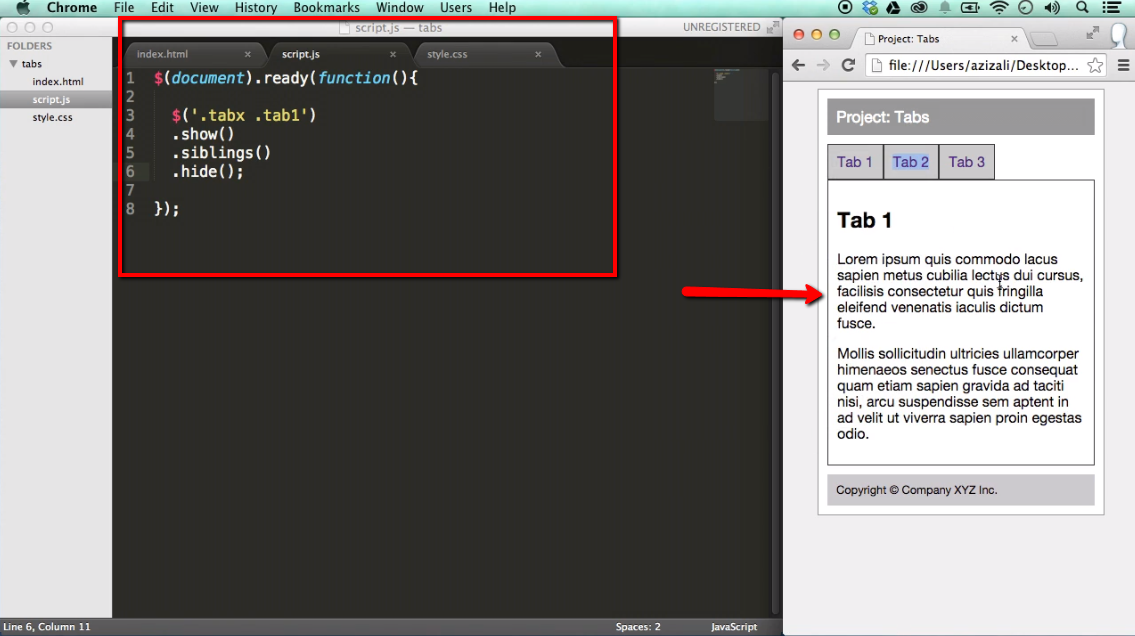 Chrome File Edit View History Bookmarks Window Users Help
script.js — tabs
UNREGISTERED
FOLDERS
tabs
index.html
script.js
style.css
index.html × script.js × style.css ×
1 $(document).ready(function(){
2
3 $('.tabx .tab1')
4 .show()
5 .siblings()
6 .hide();
7
8 });
Line 6, Column 11
Spaces: 2
JavaScript
Project: Tabs ×
file:///Users/azizali/Desktop...
Project: Tabs
Tab 1 Tab 2 Tab 3
Tab 1
Lorem ipsum quis commodo lacus
sapien metus cubilia lectus dui cursus,
facilisis consectetur quis fringilla
eleifend venenatis iaculis dictum
fusce.
Mollis sollicitudin ultricies ullamcorper
himenaeos senectus fusce consequat
quam etiam sapien gravida ad taciti
nisi, arcu suspendisse sem aptent in
ad velit ut viverra sapien proin egestas
odio.
Copyright © Company XYZ Inc.